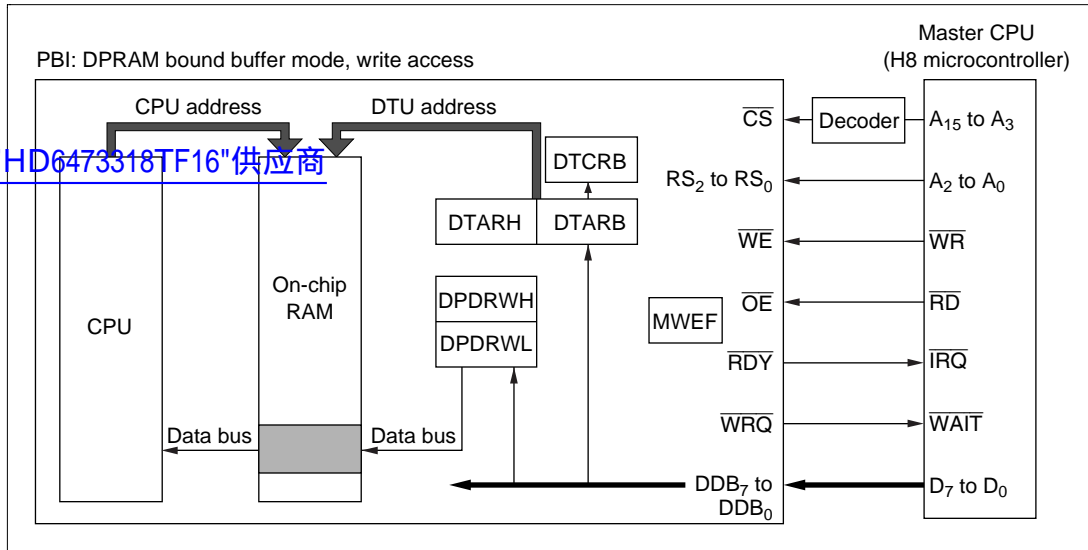 Master CPU
(H8 microcontroller)
PBI: DPRAM bound buffer mode, write access
CPU address
DTU address
HD6473318TF16"供应商
CPU
On-chip
RAM
Data bus
Data bus
DTCRB
DTARH
DTARB
DPDRWH
DPDRWL
MWEF
CS
RS2 to RS0
WE
OE
RDY
WRQ
DDB7 to
DDB0
Decoder
A15 to A3
A2 to A0
WR
RD
IRQ
WAIT
D7 to D0